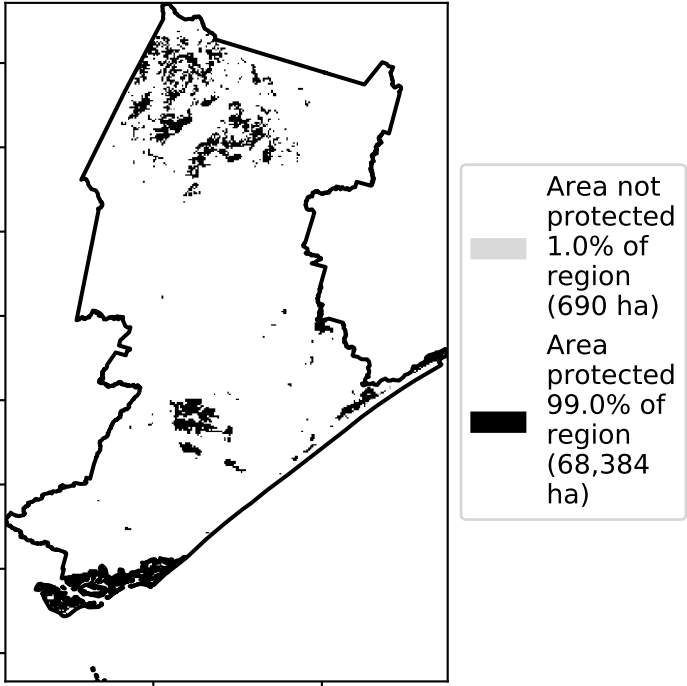 Area not
protected
1.0% of
region
(690 ha)
Area
protected
99.0% of
region
(68,384
ha)